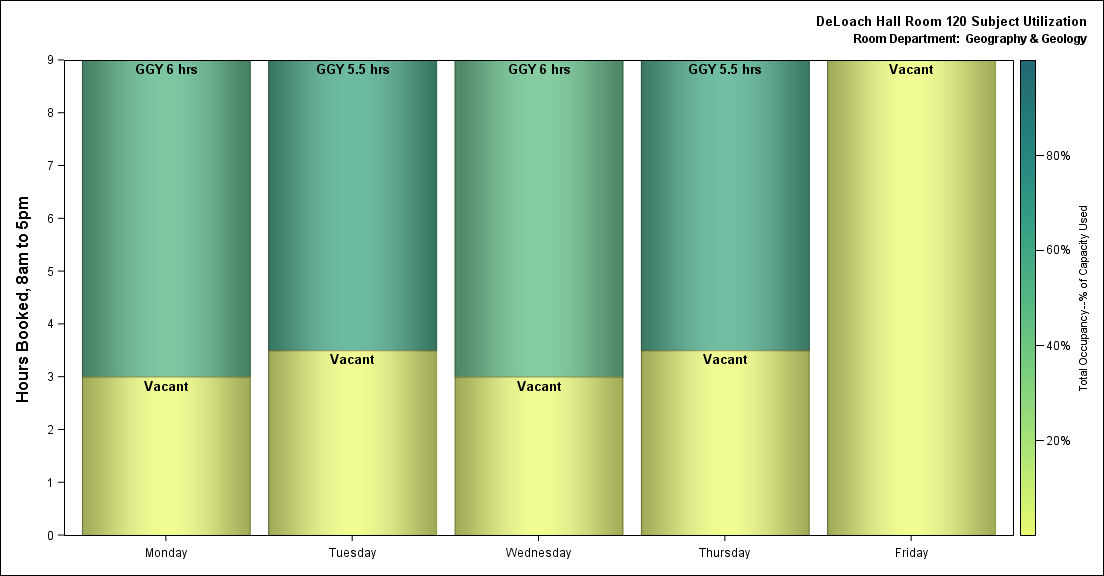 DeLoach Hall Room 120 Subject Utilization
Room Department: Geography & Geology
Hours Booked, 8am to 5pm
9
8
7
6
5
4
3
2
1
0
GGY 6 hrs
Vacant
GGY 5.5 hrs
Vacant
GGY 6 hrs
Vacant
GGY 5.5 hrs
Vacant
Vacant
Monday
Tuesday
Wednesday
Thursday
Friday
80%
60%
40%
20%
Total Occupancy--% of Capacity Used